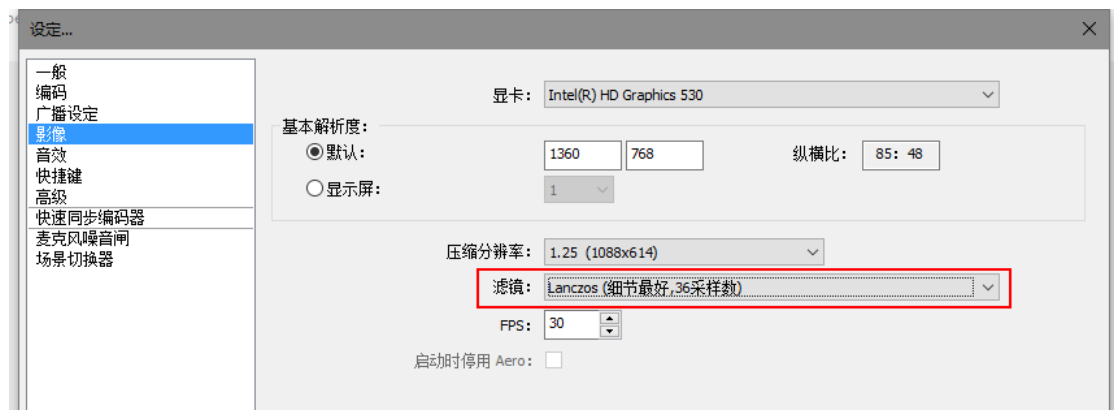 设定...
一般
编码
广播设定
影像
音效
快捷键
高级
快速同步编码器
麦克风噪音闸
场景切换器
显卡: Intel(R) HD Graphics 530
基本解析度:
默认: 1360 768 纵横比: 85: 48
显示屏: 1
压缩分辨率: 1.25 (1088x614)
滤镜: Lanczos (细节最好,36采样数)
FPS: 30
启动时停用 Aero: